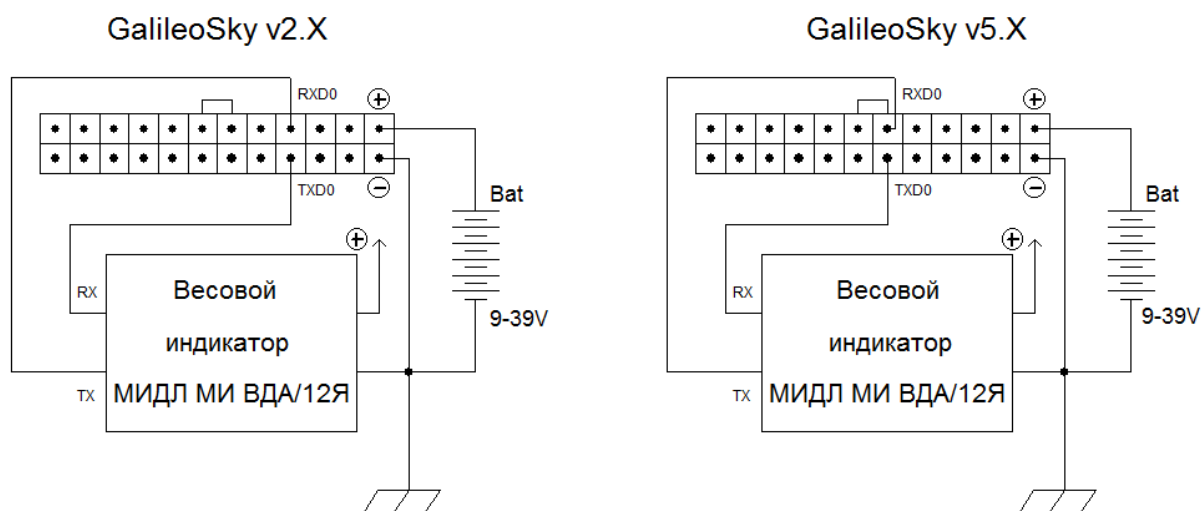 GalileoSky v2.X
RXD0
+
TXD0
−
Bat
+
RX
Весовой
индикатор
МИДЛ МИ ВДА/12Я
TX
9-39V
GalileoSky v5.X
RXD0
+
TXD0
−
Bat
+
RX
Весовой
индикатор
МИДЛ МИ ВДА/12Я
TX
9-39V